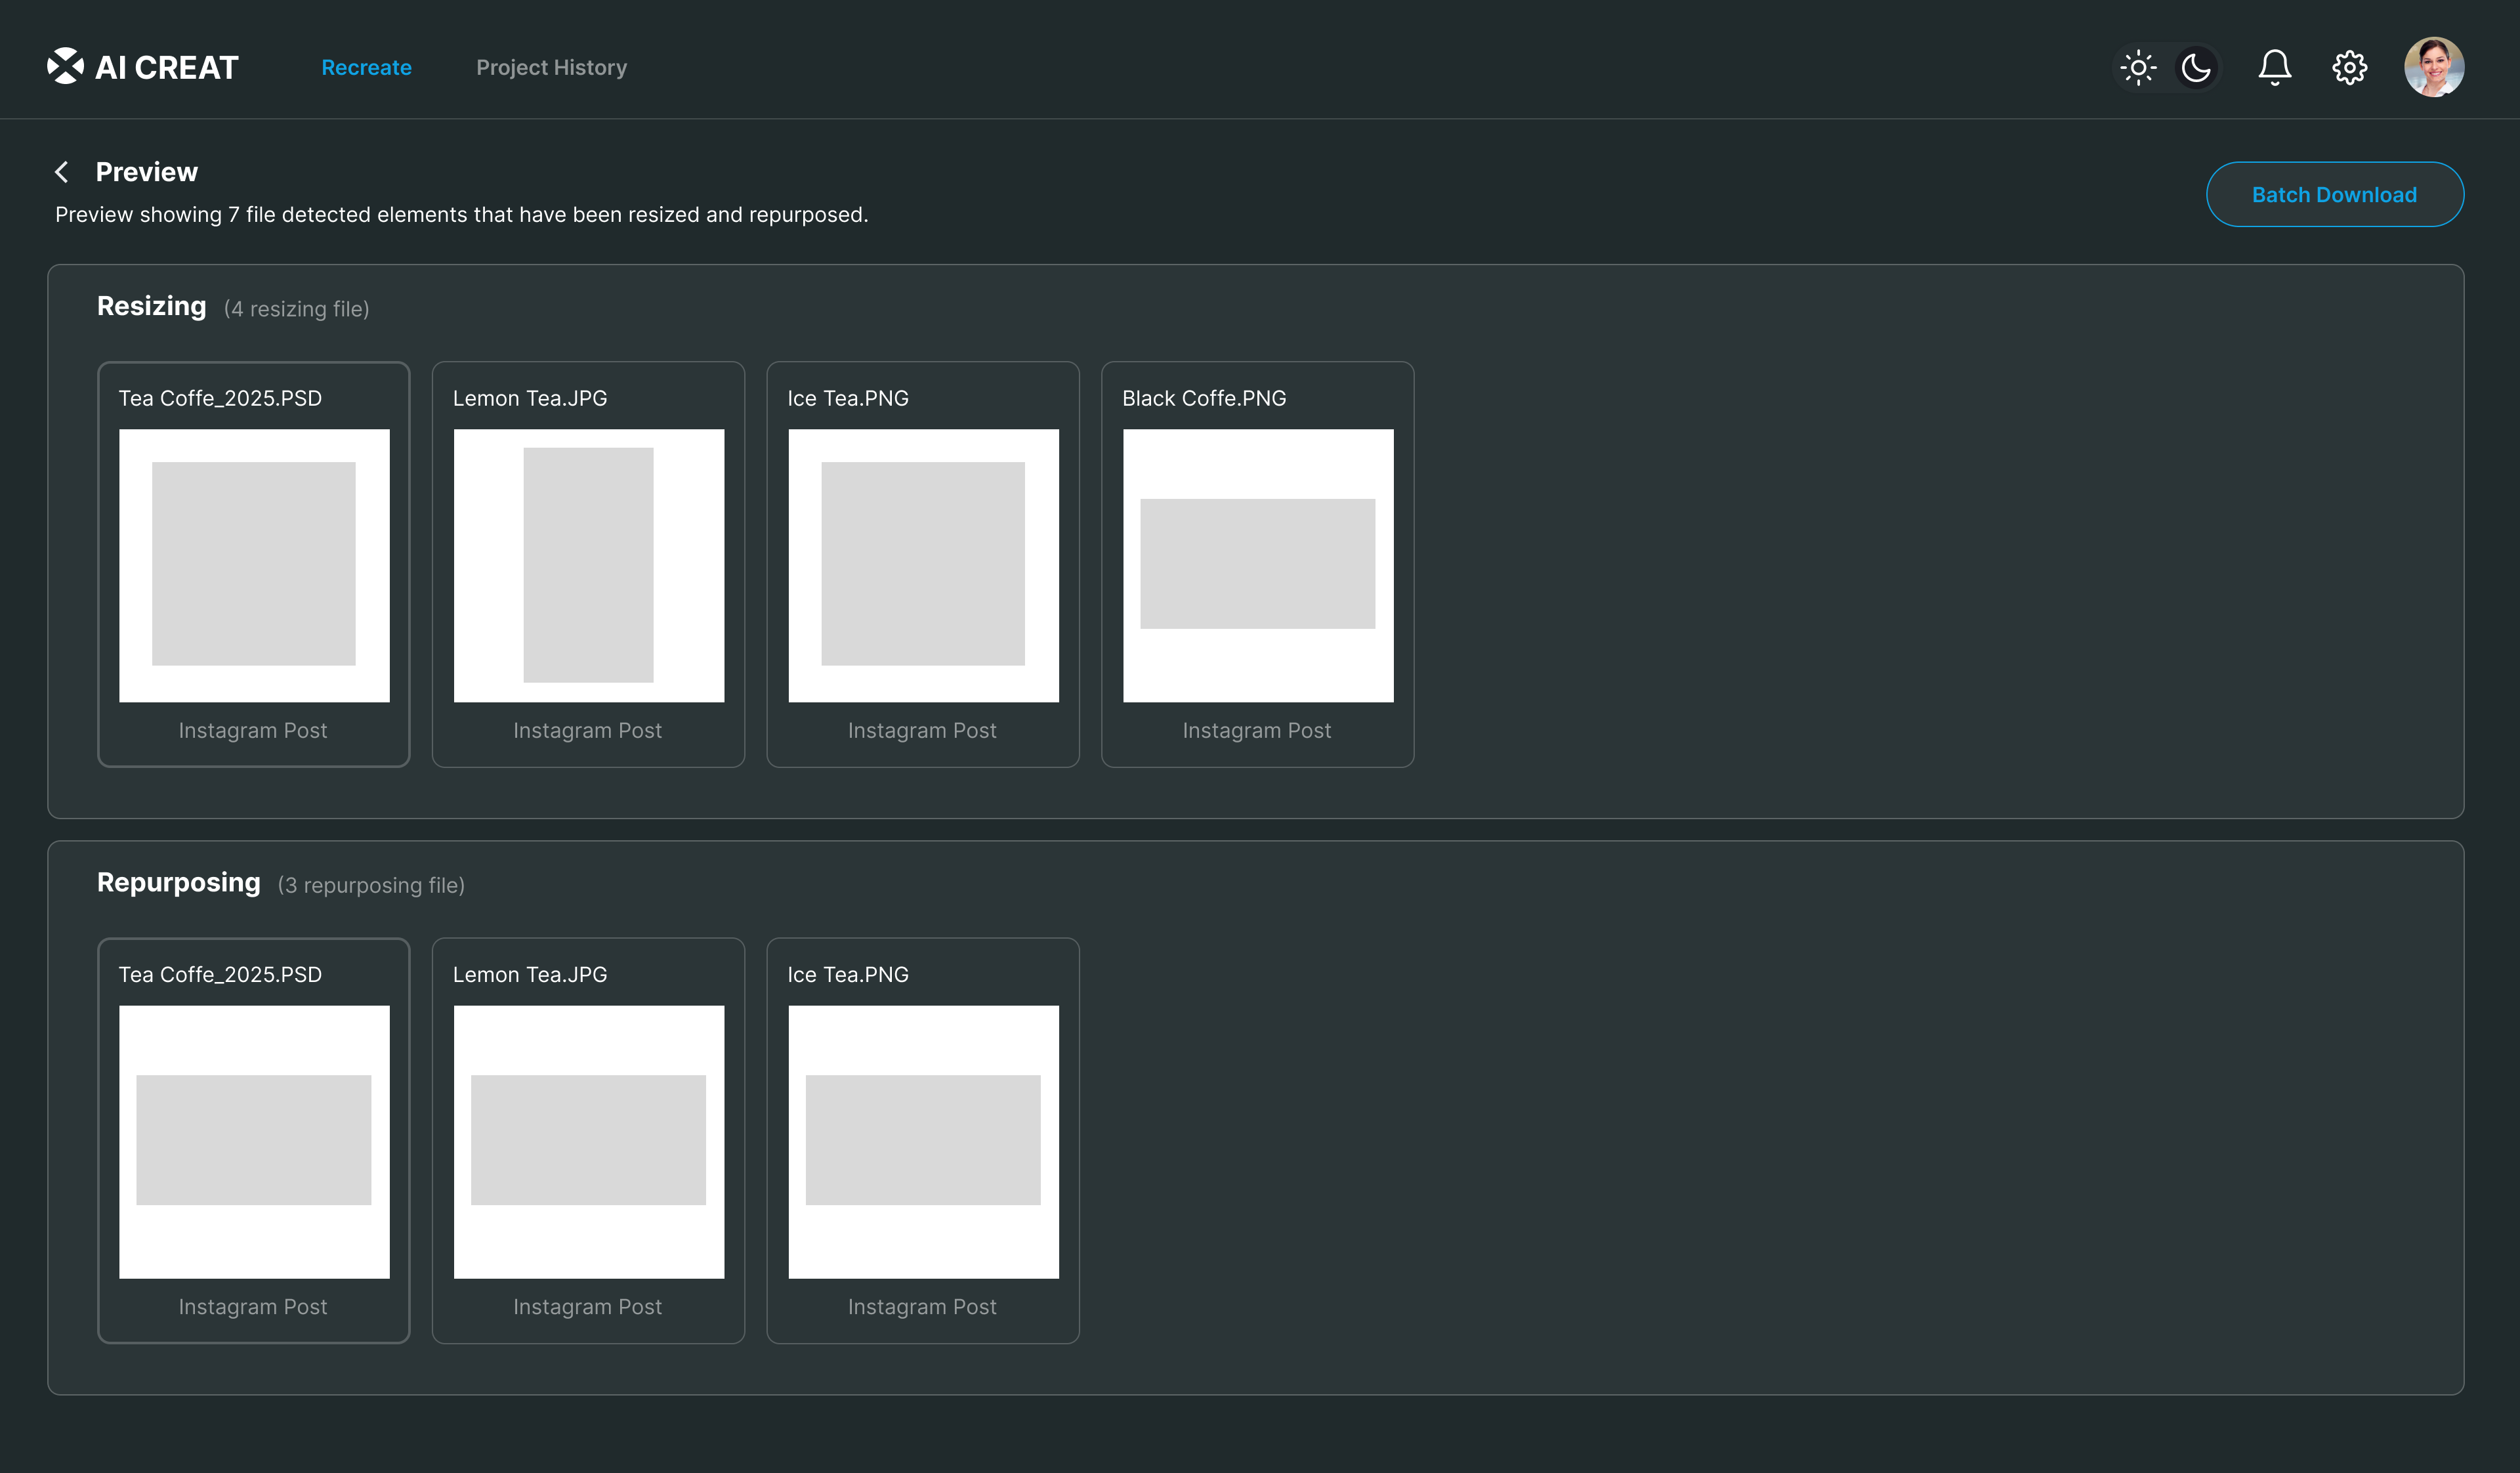 AI CREAT
Recreate
Project History
Preview
Preview showing 7 file detected elements that have been resized and repurposed.
Batch Download
Resizing (4 resizing file)
Tea Coffe_2025.PSD
Lemon Tea.JPG
Ice Tea.PNG
Black Coffe.PNG
Instagram Post
Instagram Post
Instagram Post
Instagram Post
Repurposing (3 repurposing file)
Tea Coffe_2025.PSD
Lemon Tea.JPG
Ice Tea.PNG
Instagram Post
Instagram Post
Instagram Post